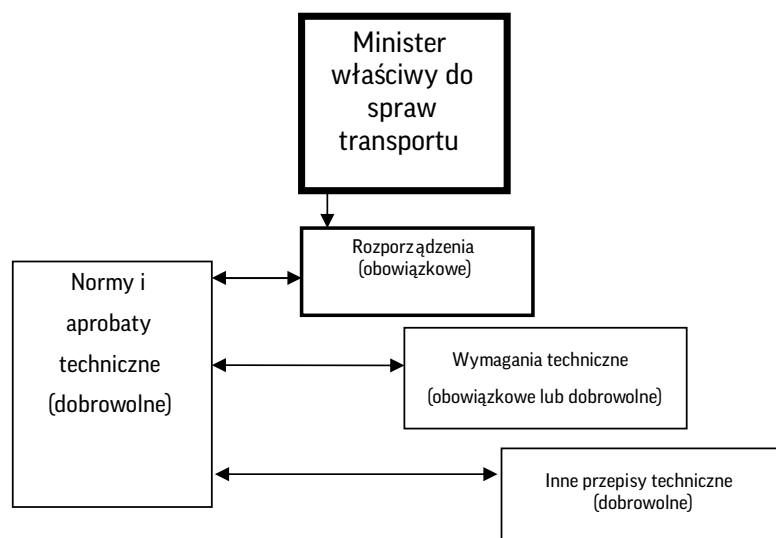 Minister
właściwy do
spraw
transportu
Rozporządzenia
(obowiązkowe)
Normy i
aprobaty
techniczne
(dobrowolne)
Wymagania techniczne
(obowiązkowe lub dobrowolne)
Inne przepisy techniczne
(dobrowolne)